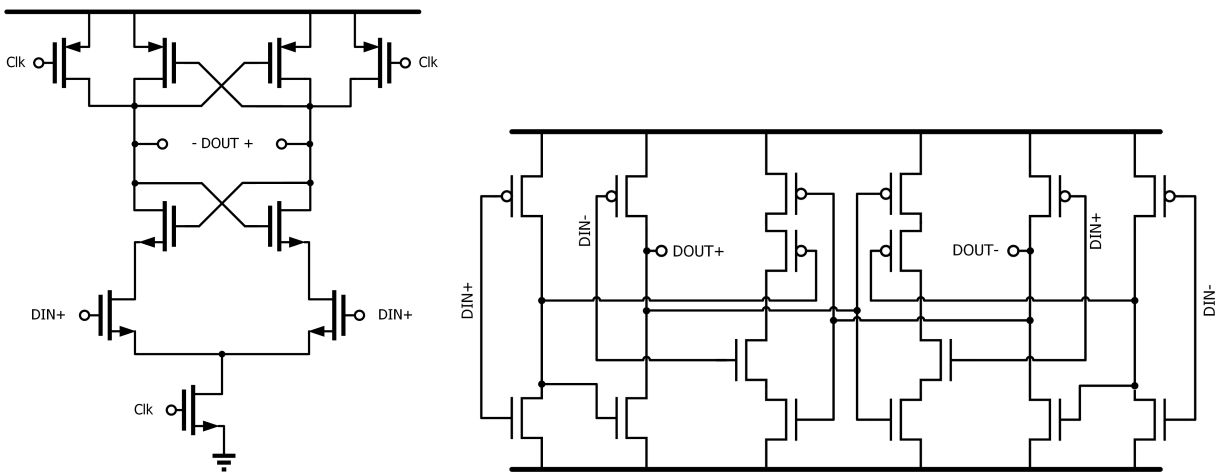 Clk
Clk
- DOUT +
DIN+
DIN+
Clk
DIN+
DIN-
DOUT+
DOUT-
DIN+
DIN-